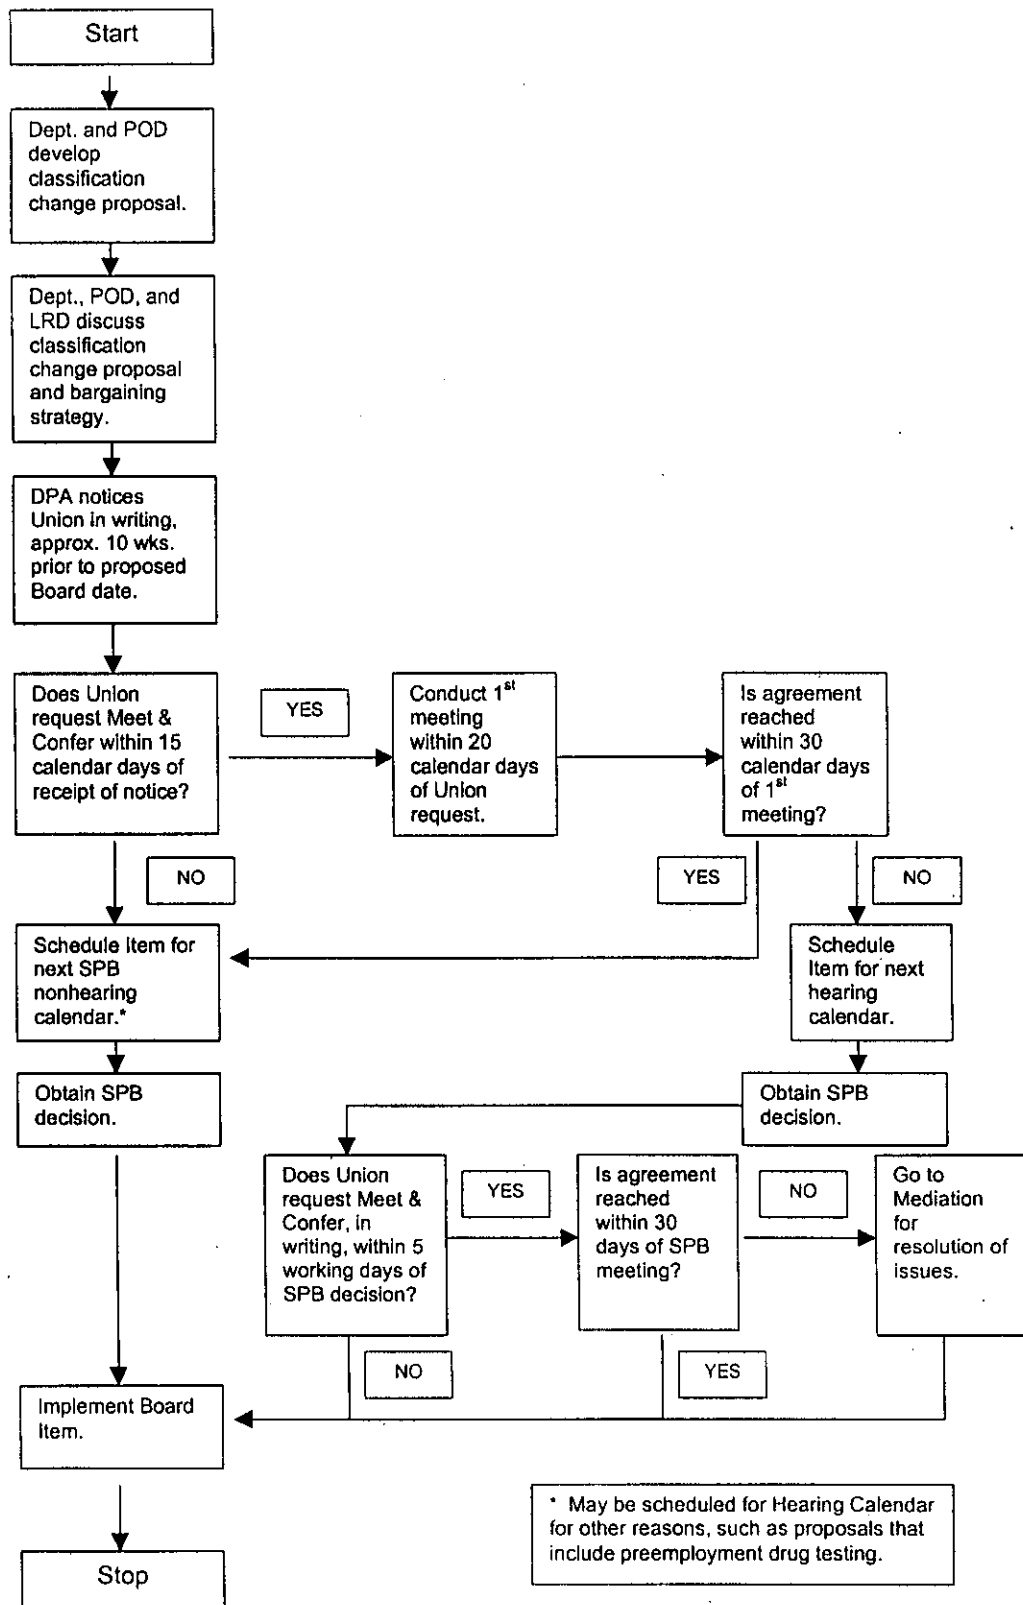 Start
Dept. and POD
develop
classification
change proposal.
Dept., POD, and
LRD discuss
classification
change proposal
and bargaining
strategy.
DPA notices
Union in writing,
approx. 10 wks.
prior to proposed
Board date.
Does Union
request Meet &
Confer within 15
calendar days of
receipt of notice?
YES
Conduct 1st
meeting
within 20
calendar days
of Union
request.
Is agreement
reached
within 30
calendar days
of 1st
meeting?
NO
YES
NO
Schedule Item for
next SPB
nonhearing
calendar.*
Schedule
Item for next
hearing
calendar.
Obtain SPB
decision.
Obtain SPB
decision.
Does Union
request Meet &
Confer, in
writing, within 5
working days of
SPB decision?
YES
Is agreement
reached
within 30
days of SPB
meeting?
NO
Go to
Mediation
for
resolution of
issues.
NO
YES
Implement Board
Item.
* May be scheduled for Hearing Calendar
for other reasons, such as proposals that
include preemployment drug testing.
Stop